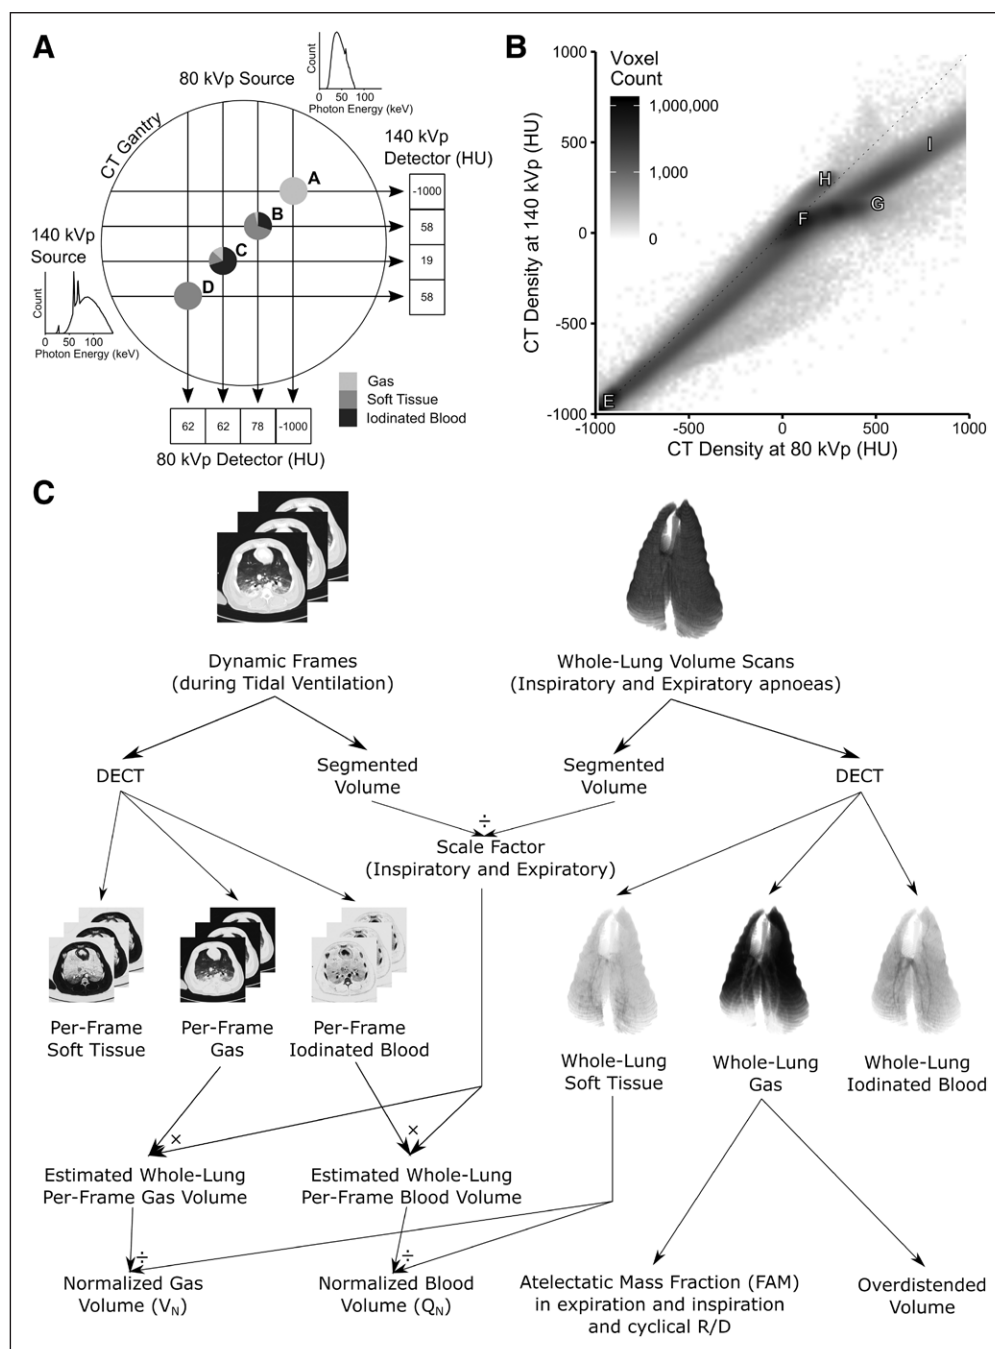 A
80 kVp Source
Count
0 50 100
Photon Energy (keV)
CT Gantry
140 kVp
Detector (HU)
A
-1000
B
58
C
19
D
58
140 kVp
Source
Count
0 50 100
Photon Energy (keV)
62 62 78 -1000
80 kVp Detector (HU)
Gas
Soft Tissue
Iodinated Blood
B
CT Density at 140 kVp (HU)
1000
500
0
-500
-1000
Voxel
Count
1,000,000
1,000
0
E
F
G
H
I
-1000 -500 0 500 1000
CT Density at 80 kVp (HU)
C
Dynamic Frames
(during Tidal Ventilation)
Whole-Lung Volume Scans
(Inspiratory and Expiratory apnoeas)
DECT
Segmented
Volume
Segmented
Volume
DECT
÷
Scale Factor
(Inspiratory and Expiratory)
Per-Frame
Soft Tissue
Per-Frame
Gas
Per-Frame
Iodinated Blood
Whole-Lung
Soft Tissue
Whole-Lung
Gas
Whole-Lung
Iodinated Blood
×
×
Estimated Whole-Lung
Per-Frame Gas Volume
Estimated Whole-Lung
Per-Frame Blood Volume
÷
÷
Normalized Gas
Volume (VN)
Normalized Blood
Volume (QN)
Atelectatic Mass Fraction (FAM)
in expiration and inspiration
and cyclical R/D
Overdistended
Volume